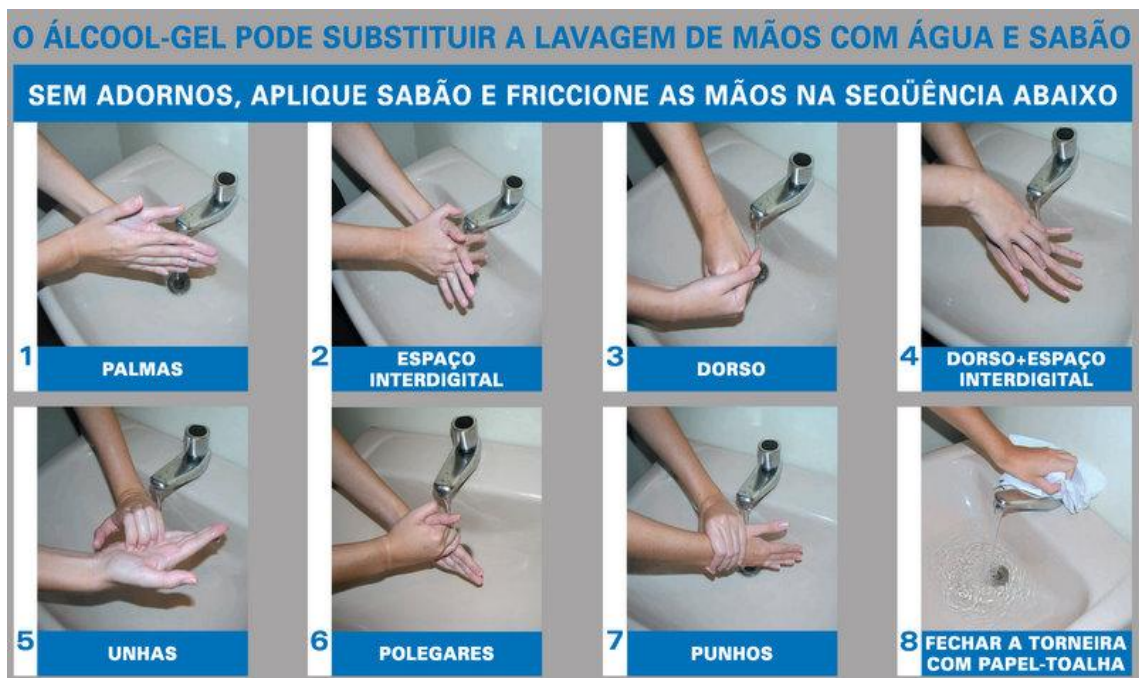 O ÁLCOOL-GEL PODE SUBSTITUIR A LAVAGEM DE MÃOS COM ÁGUA E SABÃO
SEM ADORNOS, APLIQUE SABÃO E FRICCIONE AS MÃOS NA SEQÜÊNCIA ABAIXO
1
PALMAS
2
ESPAÇO
INTERDIGITAL
3
DORSO
4
DORSO+ESPAÇO
INTERDIGITAL
5
UNHAS
6
POLEGARES
7
PUNHOS
8
FECHAR A TORNEIRA
COM PAPEL-TOALHA